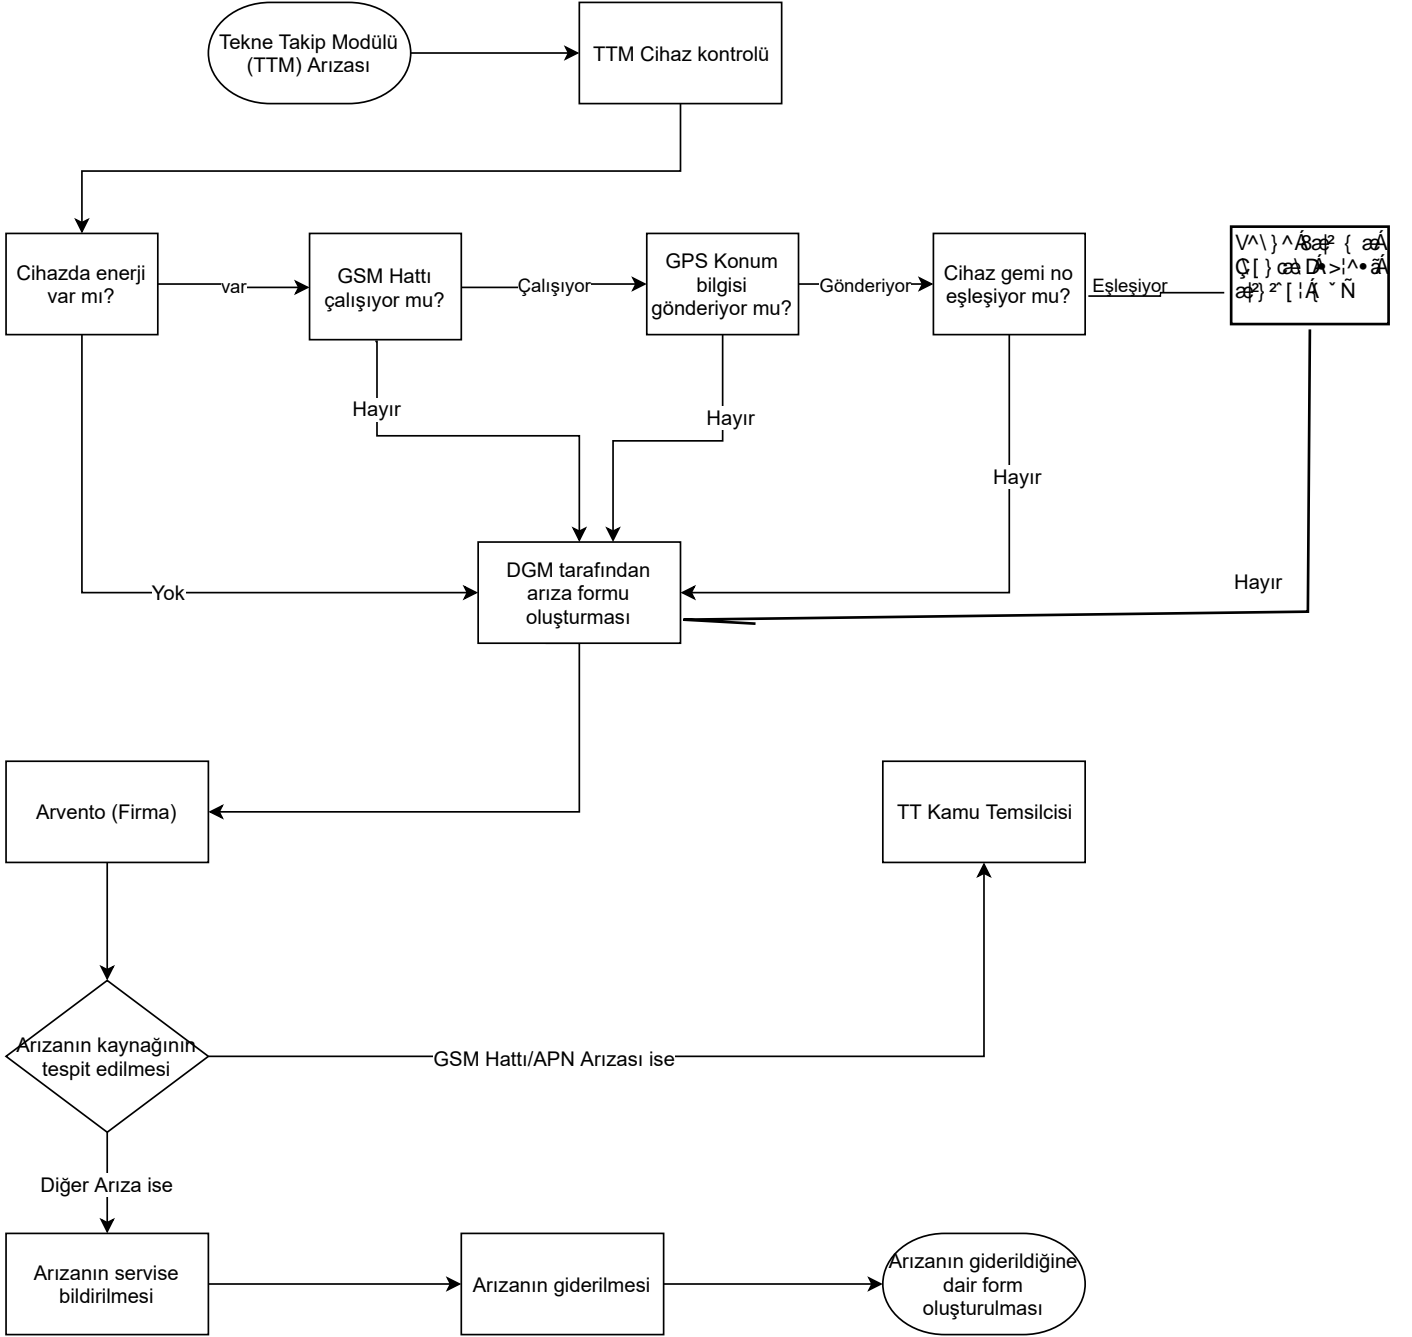 Tekne Takip Modülü
(TTM) Arızası
TTM Cihaz kontrolü
Cihazda enerji
var mı?
var
GSM Hattı
çalışıyor mu?
Çalışıyor
GPS Konum
bilgisi
gönderiyor mu?
Gönderiyor
Cihaz gemi no
eşleşiyor mu?
Eşleşiyor
Hayır
Hayır
Hayır
Hayır
Yok
DGM tarafından
arıza formu
oluşturması
Arvento (Firma)
TT Kamu Temsilcisi
Arızanın kaynağının
tespit edilmesi
GSM Hattı/APN Arızası ise
Diğer Arıza ise
Arızanın servise
bildirilmesi
Arızanın giderilmesi
Arızanın giderildiğine
dair form
oluşturulması